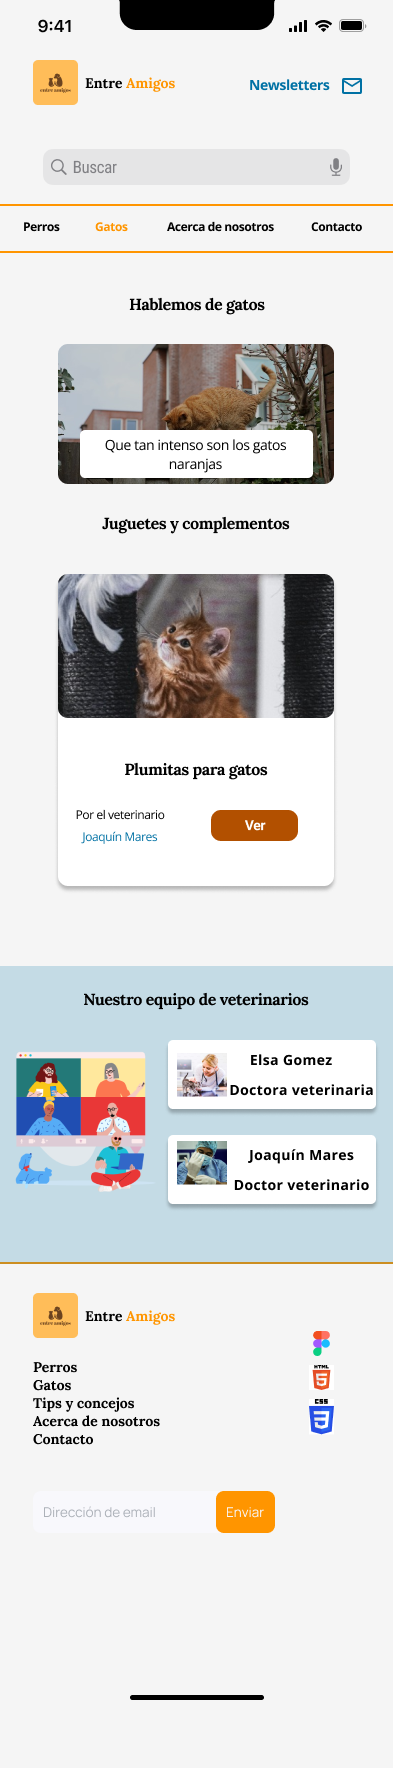 9:41
entre amigos
Entre Amigos
Newsletters
Buscar
Perros
Gatos
Acerca de nosotros
Contacto
Hablemos de gatos
Que tan intenso son los gatos
naranjas
Juguetes y complementos
Plumitas para gatos
Por el veterinario
Joaquín Mares
Ver
Nuestro equipo de veterinarios
Elsa Gomez
Doctora veterinaria
Joaquín Mares
Doctor veterinario
entre amigos
Entre Amigos
Perros
Gatos
Tips y concejos
Acerca de nosotros
Contacto
HTML
5
CSS
3
Dirección de email
Enviar